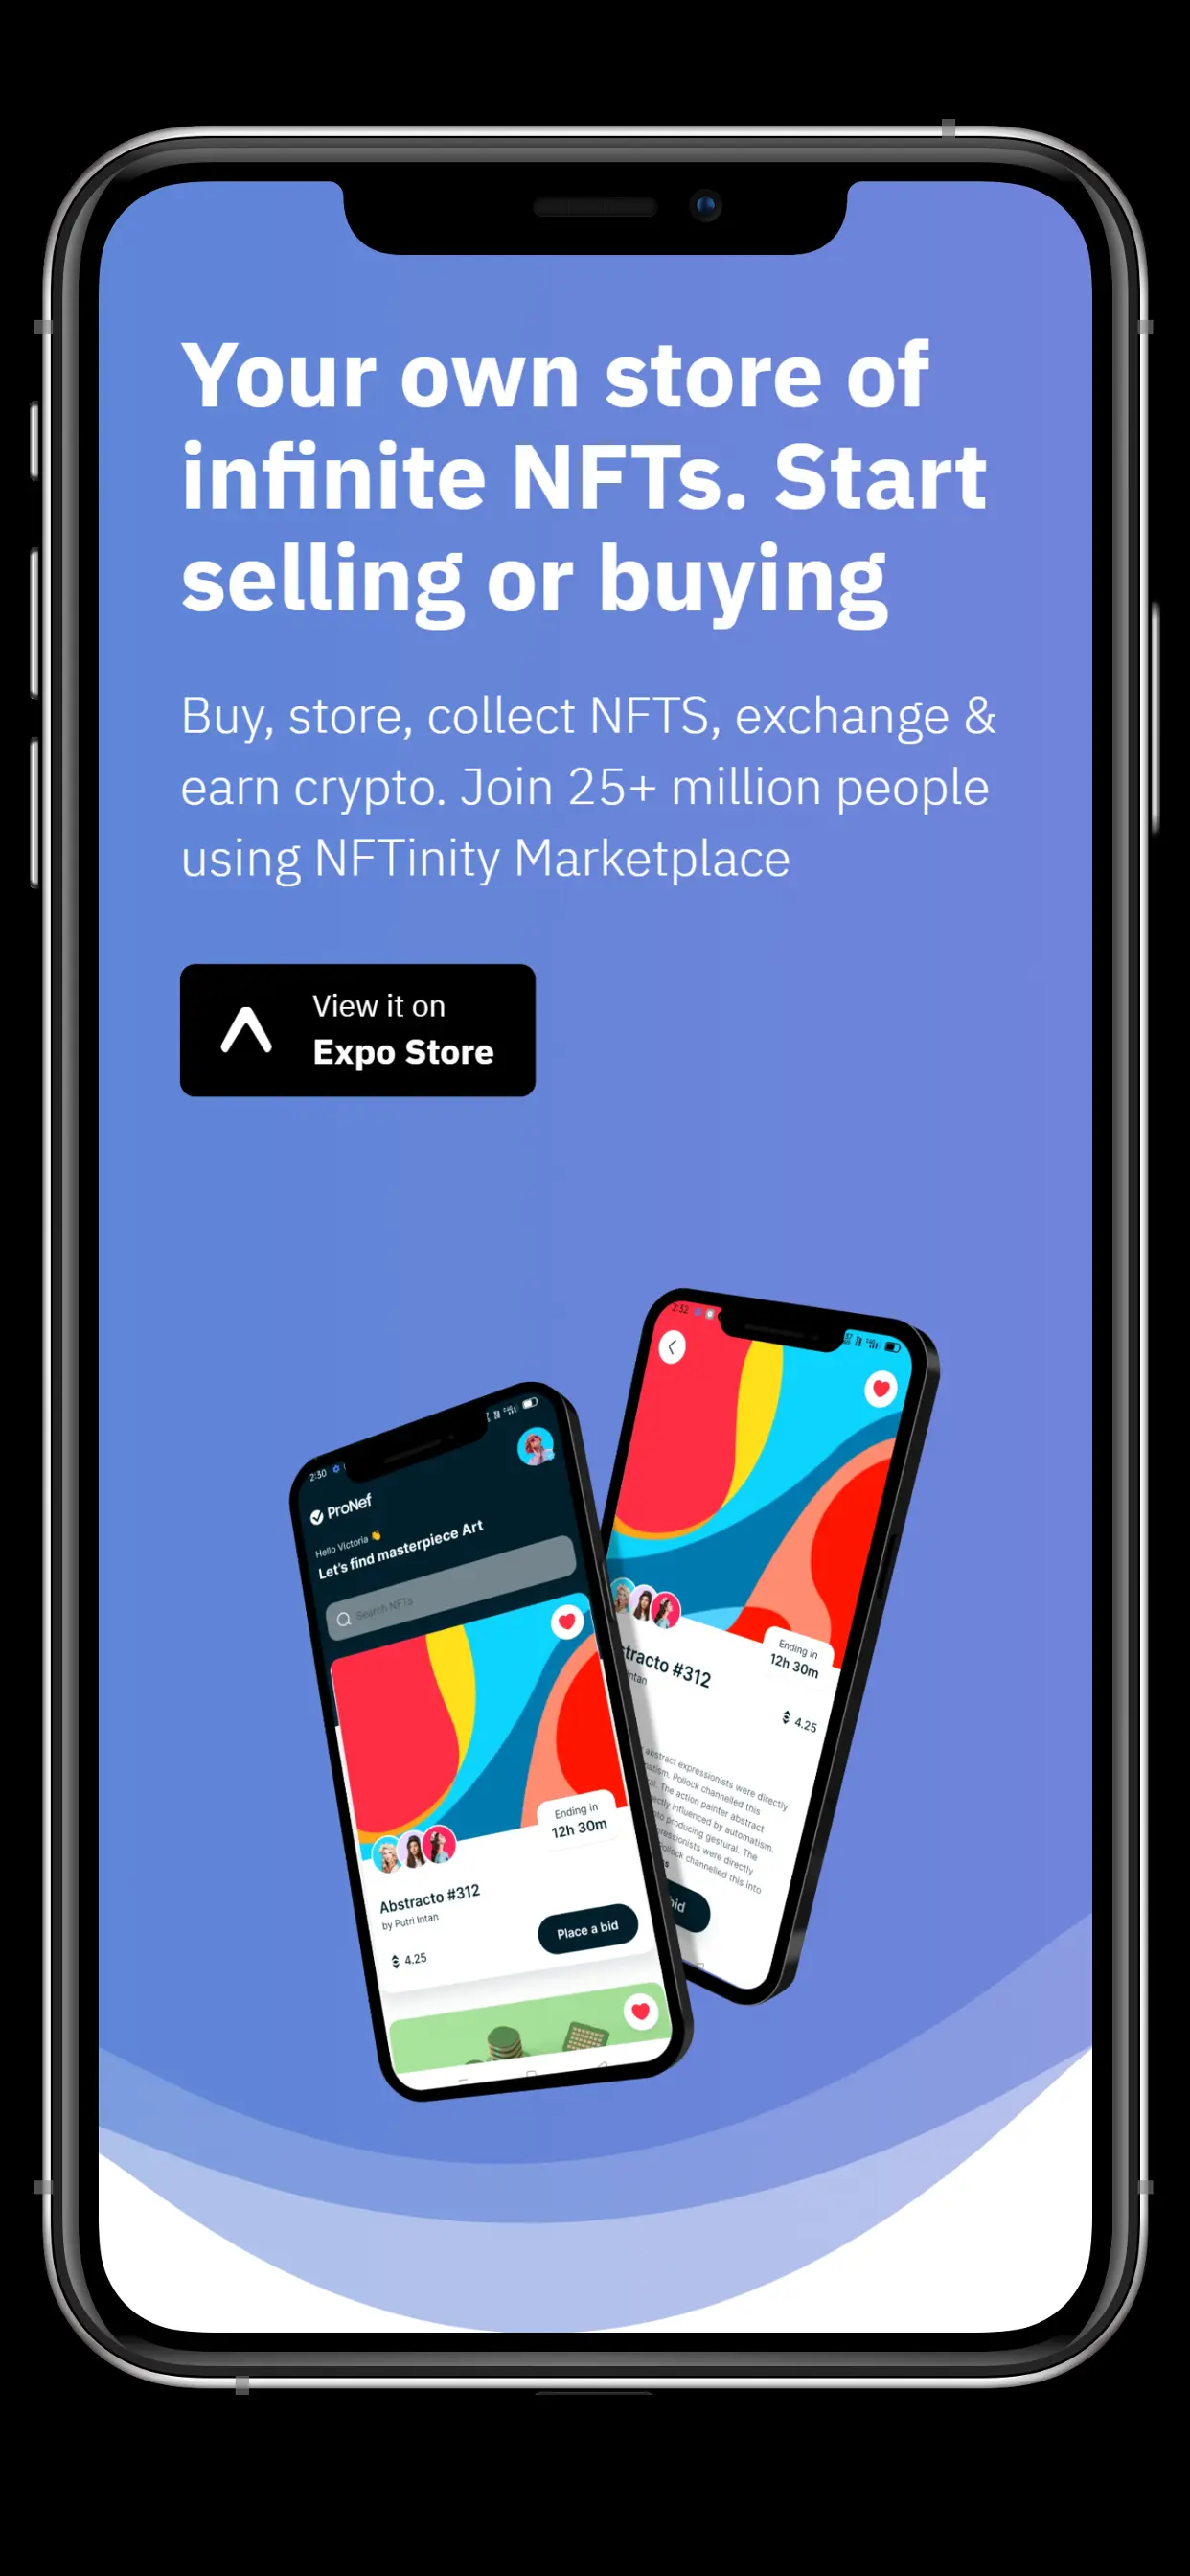 Your own store of
infinite NFTs. Start
selling or buying
Buy, store, collect NFTS, exchange &
earn crypto. Join 25+ million people
using NFTinity Marketplace
View it on
Expo Store
2:32
2:30
ProNef
Hello Victoria
Let's find masterpiece Art
Search NFTs
Ending in
12h 30m
Abstracto #312
by Putri Intan
4.25
Place a bid
Ending in
12h 30m
tracto #312
Intan
4.25
abstract expressionists were directly
atism. Pollock channelled this
al. The action painter abstract
ectly influenced by automatism.
to producing gestural. The
pressionists were directly
Pollock channelled this into
bid